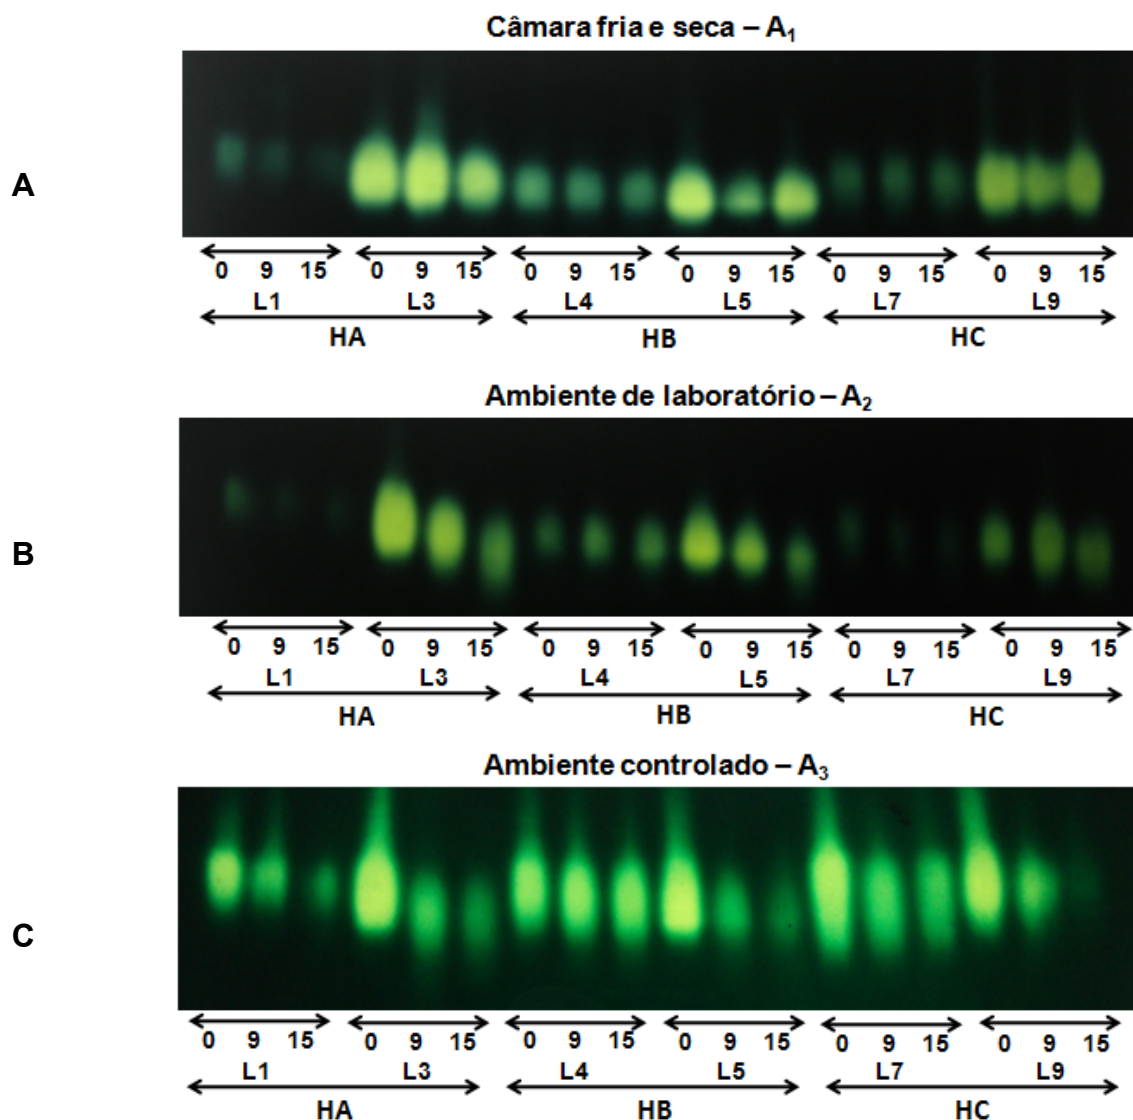 Câmara fria e seca – A₁
A
0 9 15 0 9 15 0 9 15 0 9 15 0 9 15 0 9 15
L1 L3 L4 L5 L7 L9
HA HB HC
Ambiente de laboratório – A₂
B
0 9 15 0 9 15 0 9 15 0 9 15 0 9 15 0 9 15
L1 L3 L4 L5 L7 L9
HA HB HC
Ambiente controlado – A₃
C
0 9 15 0 9 15 0 9 15 0 9 15 0 9 15 0 9 15
L1 L3 L4 L5 L7 L9
HA HB HC